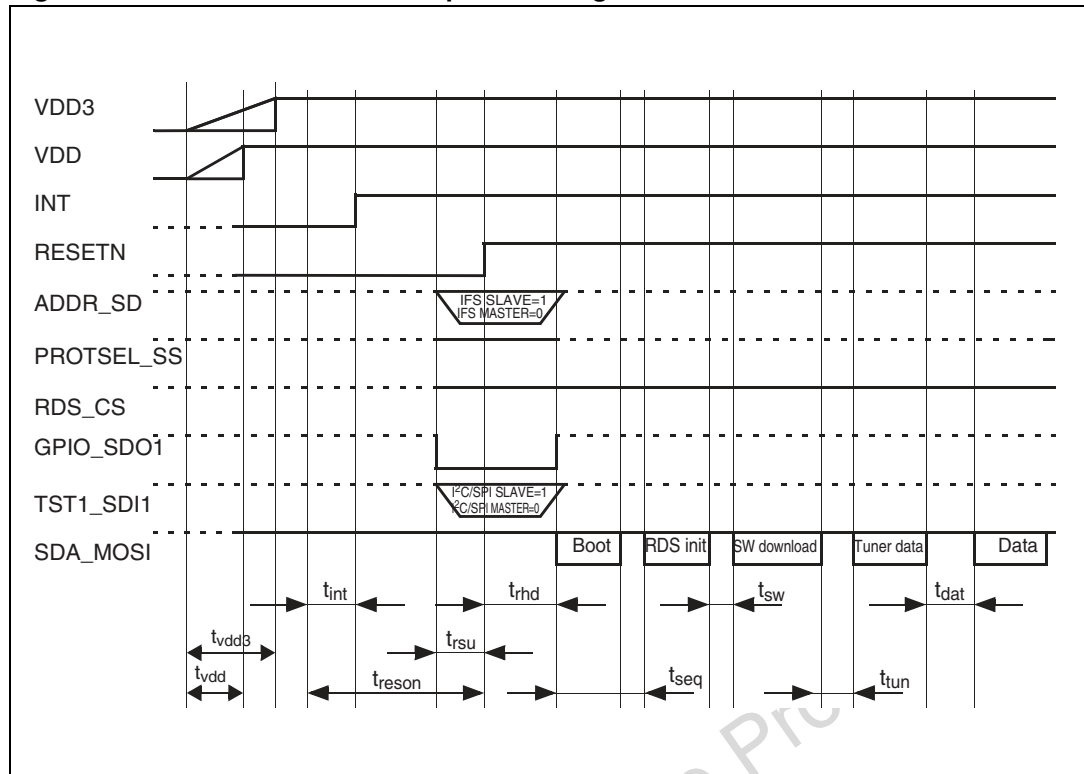 VDD3
VDD
INT
RESETN
ADDR_SD
IFS SLAVE=1
IFS MASTER=0
PROTSEL_SS
RDS_CS
GPIO_SDO1
TST1_SDI1
I²C/SPI SLAVE=1
I²C/SPI MASTER=0
SDA_MOSI
Boot
RDS init
SW download
Tuner data
Data
tint
trhd
tsw
tdat
tvdd3
trsu
tvdd
treson
tseq
ttun